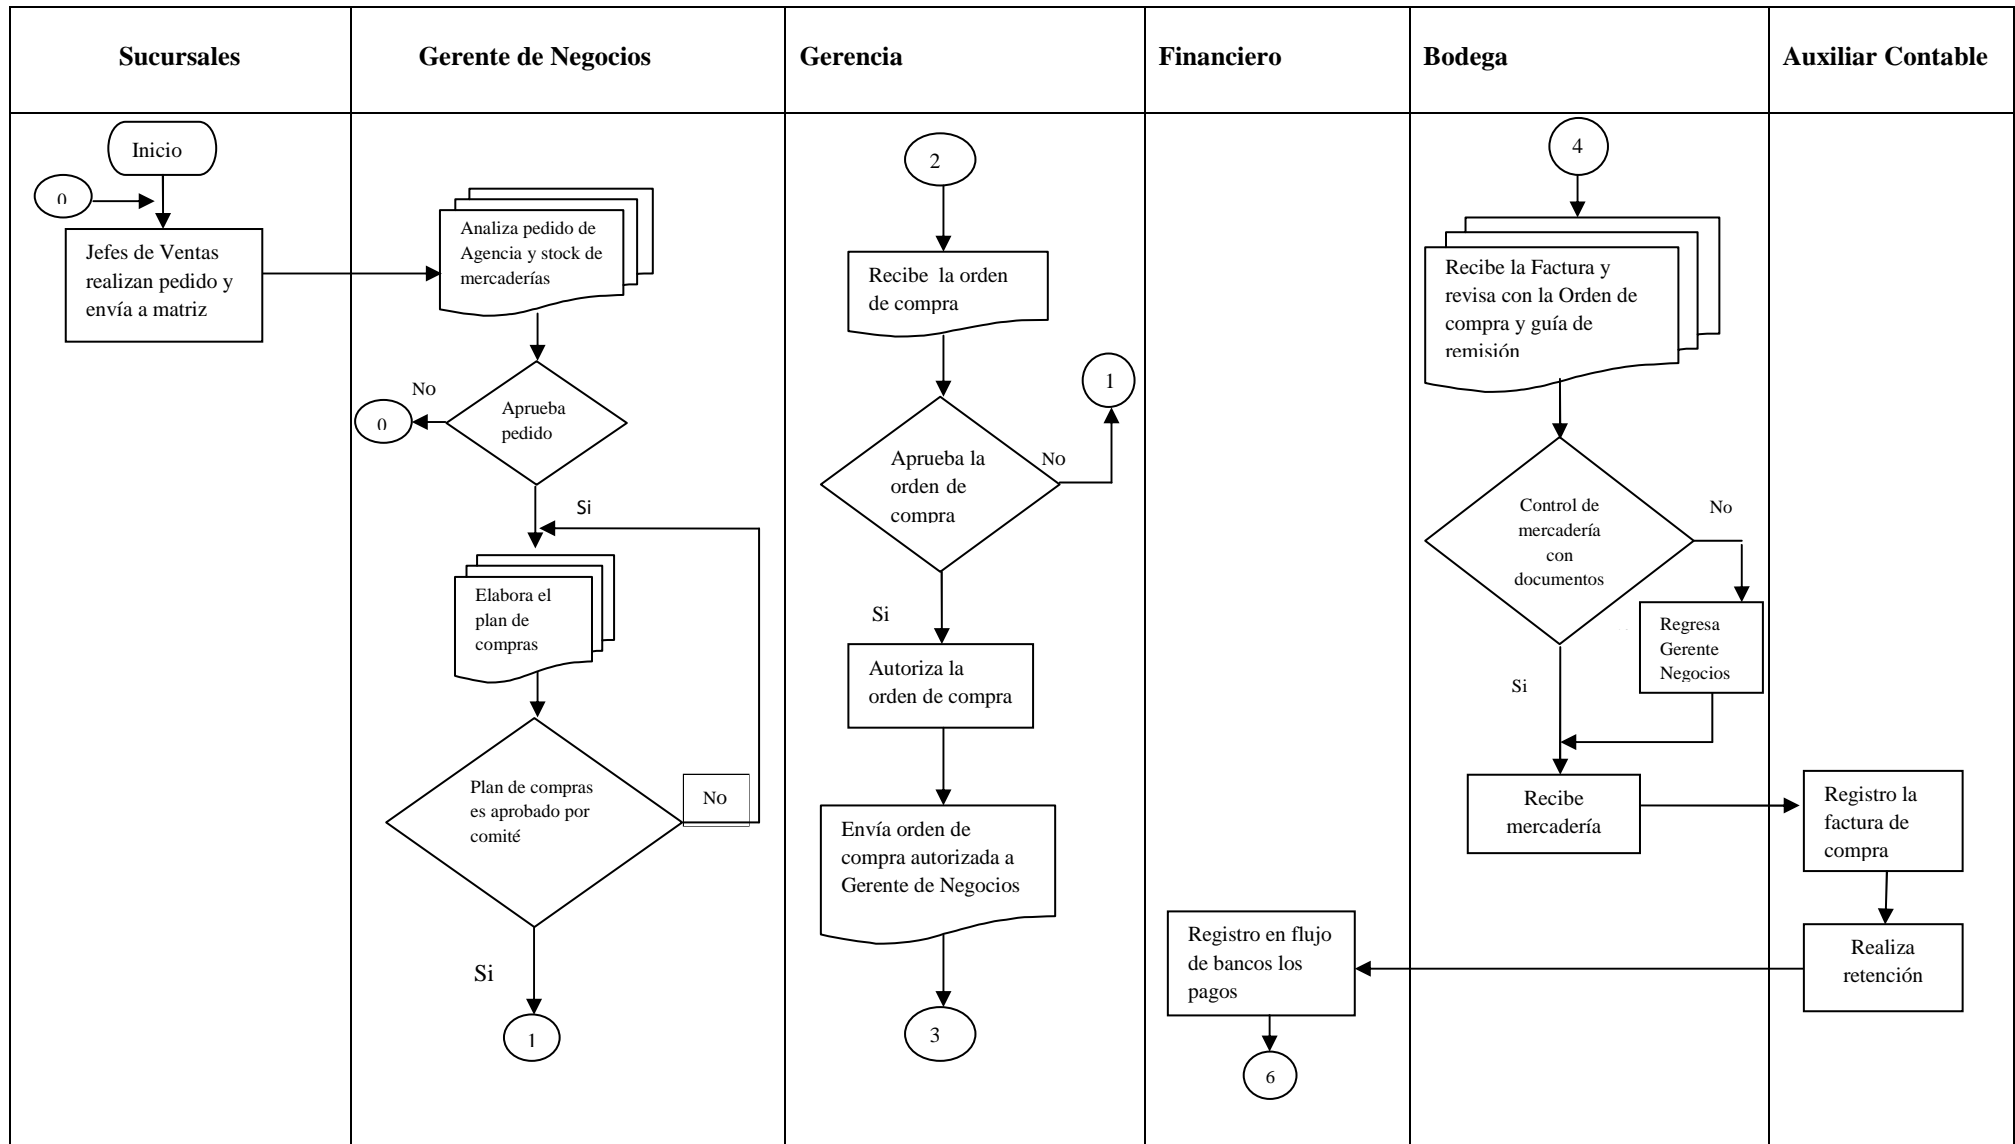 Sucursales
Gerente de Negocios
Gerencia
Financiero
Bodega
Auxiliar Contable
Inicio
0
Jefes de Ventas
realizan pedido y
envía a matriz
Analiza pedido de
Agencia y stock de
mercaderías
Aprueba
pedido
No
0
Si
Elabora el
plan de
compras
Plan de compras
es aprobado por
comité
No
Si
1
2
Recibe la orden
de compra
Aprueba la
orden de
compra
No
1
Si
Autoriza la
orden de compra
Envía orden de
compra autorizada a
Gerente de Negocios
3
Registro en flujo
de bancos los
pagos
6
4
Recibe la Factura y
revisa con la Orden de
compra y guía de
remisión
Control de
mercadería
con
documentos
No
Regresa
Gerente
Negocios
Si
Recibe
mercadería
Registro la
factura de
compra
Realiza
retención